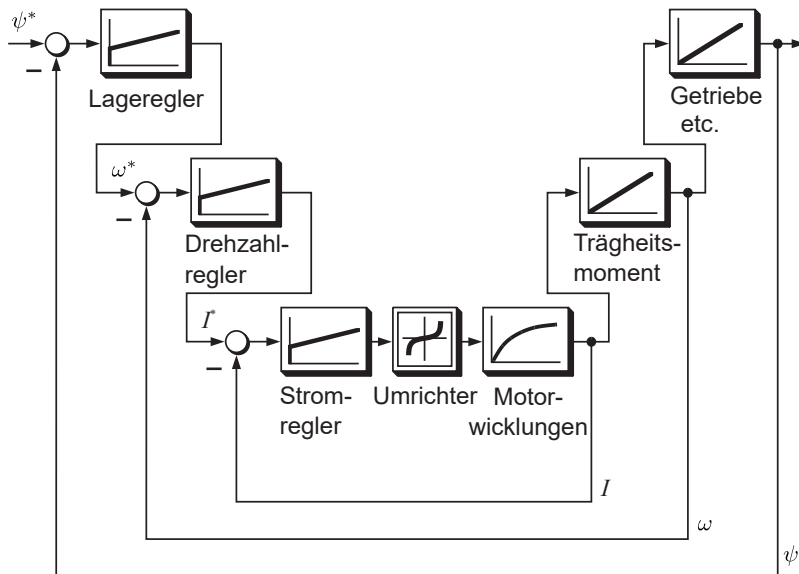 ψ*
−
Lageregler
Getriebe
etc.
ω*
−
Drehzahl-
regler
Trägheits-
moment
I*
−
Strom-
regler
Umrichter
Motor-
wicklungen
I
ω
ψ